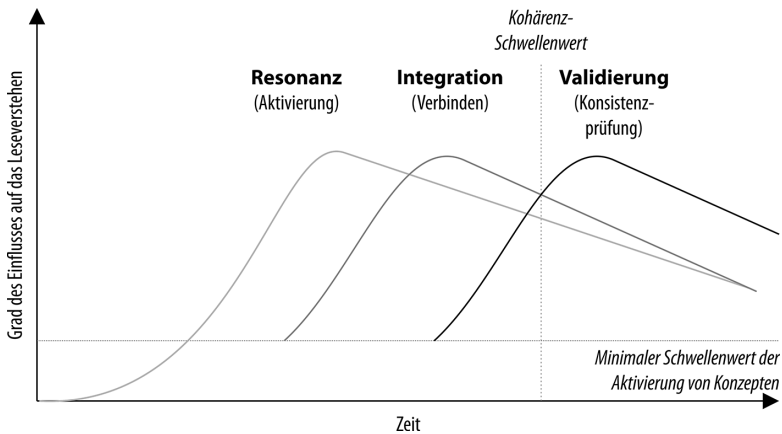 Kohärenz-
Schwellenwert
Resonanz
(Aktivierung)
Integration
(Verbinden)
Validierung
(Konsistenz-
prüfung)
Grad des Einflusses auf das Leseverstehen
Minimaler Schwellenwert der
Aktivierung von Konzepten
Zeit